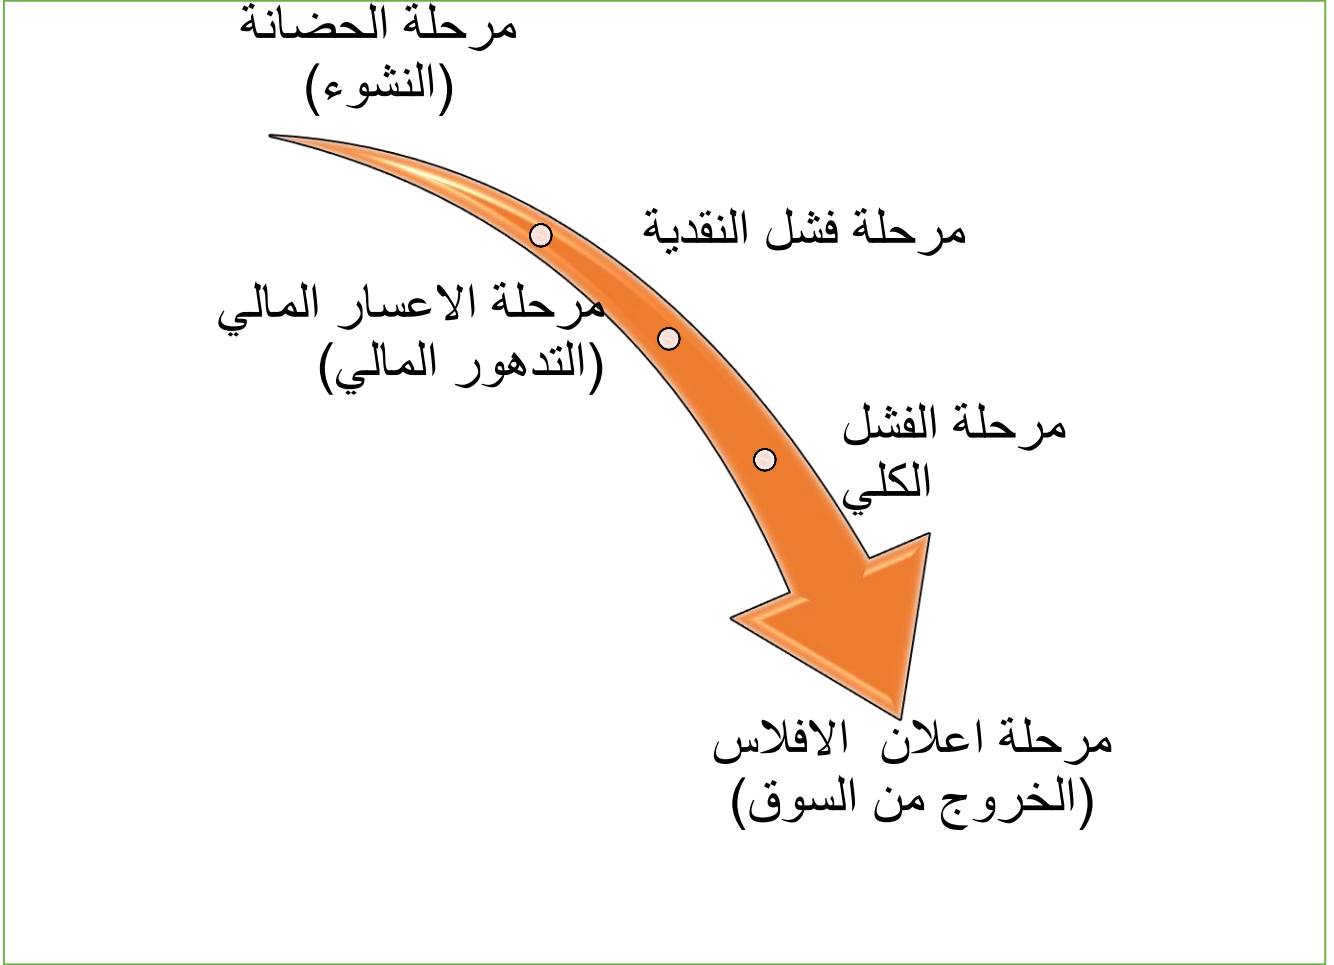 مرحلة الحضانة
(النشوء)
مرحلة فشل النقدية
مرحلة الاعسار المالي
(التدهور المالي)
مرحلة الفشل
الكلي
مرحلة اعلان  الافلاس
(الخروج من السوق)